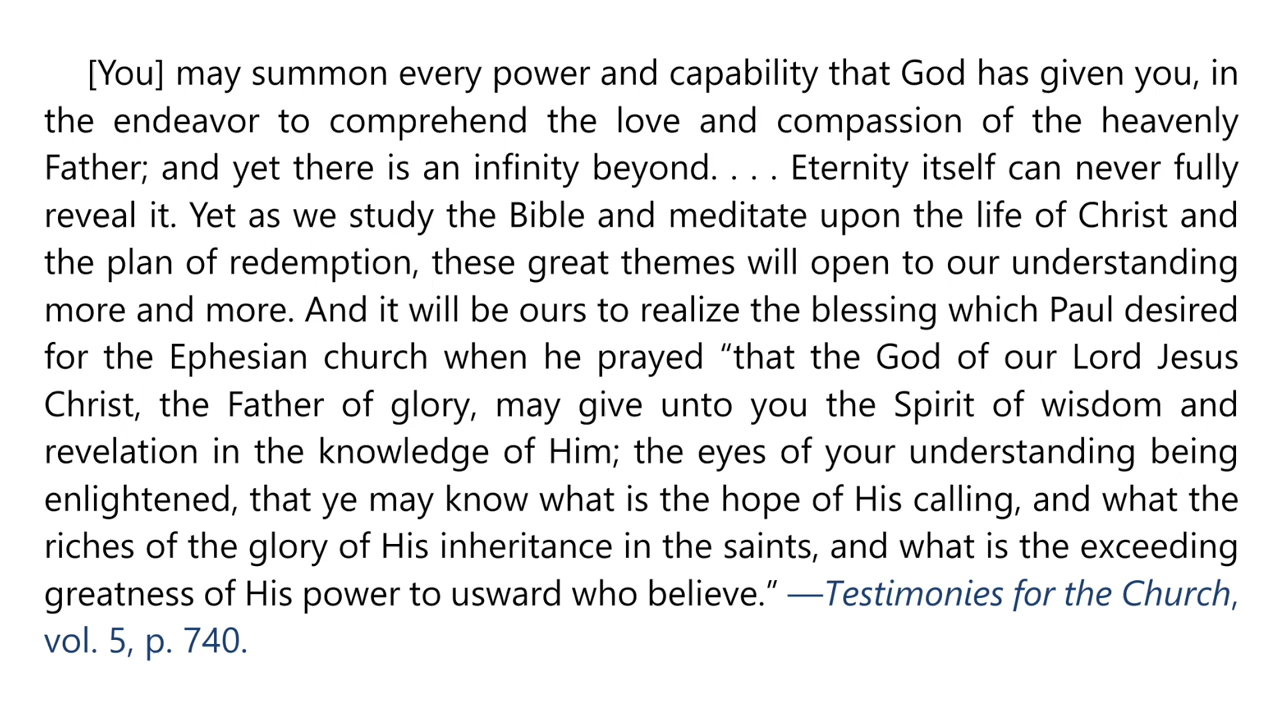 [You] may summon every power and capability that God has given you, in
the endeavor to comprehend the love and compassion of the heavenly
Father; and yet there is an infinity beyond. . . . Eternity itself can never fully
reveal it. Yet as we study the Bible and meditate upon the life of Christ and
the plan of redemption, these great themes will open to our understanding
more and more. And it will be ours to realize the blessing which Paul desired
for the Ephesian church when he prayed “that the God of our Lord Jesus
Christ, the Father of glory, may give unto you the Spirit of wisdom and
revelation in the knowledge of Him; the eyes of your understanding being
enlightened, that ye may know what is the hope of His calling, and what the
riches of the glory of His inheritance in the saints, and what is the exceeding
greatness of His power to usward who believe.” —Testimonies for the Church,
vol. 5, p. 740.